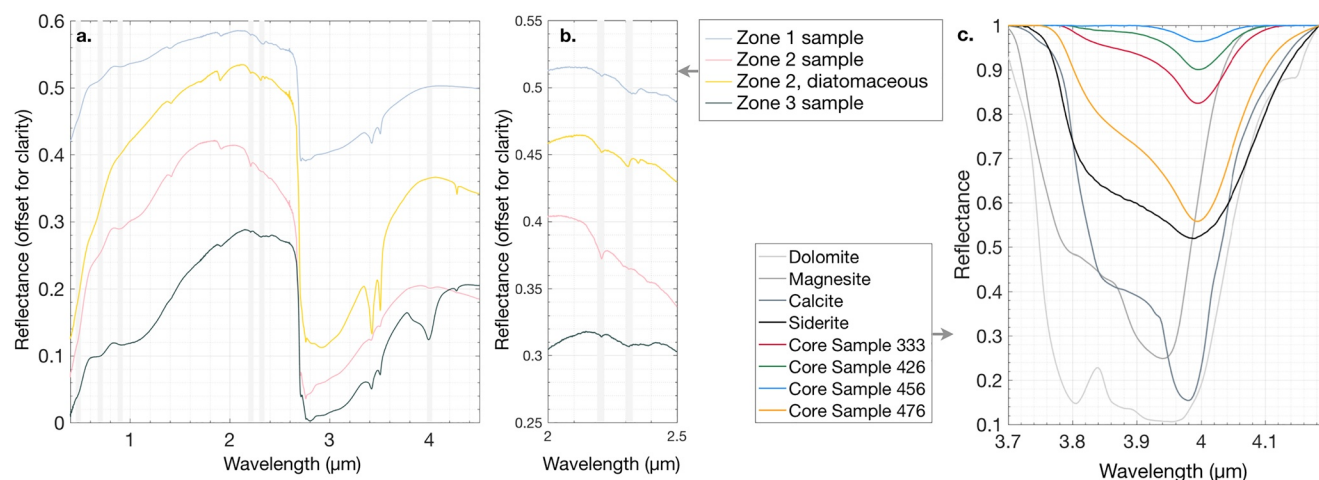 a.
0.6
0.5
0.4
0.3
0.2
0.1
0
1
2
3
4
Reflectance (offset for clarity)
Wavelength (µm)
b.
0.55
0.5
0.45
0.4
0.35
0.3
0.25
2
2.5
Reflectance (offset for clarity)
Wavelength (µm)
Zone 1 sample
Zone 2 sample
Zone 2, diatomaceous
Zone 3 sample
Dolomite
Magnesite
Calcite
Siderite
Core Sample 333
Core Sample 426
Core Sample 456
Core Sample 476
c.
1
0.9
0.8
0.7
0.6
0.5
0.4
0.3
0.2
0.1
3.7
3.8
3.9
4
4.1
Reflectance
Wavelength (µm)